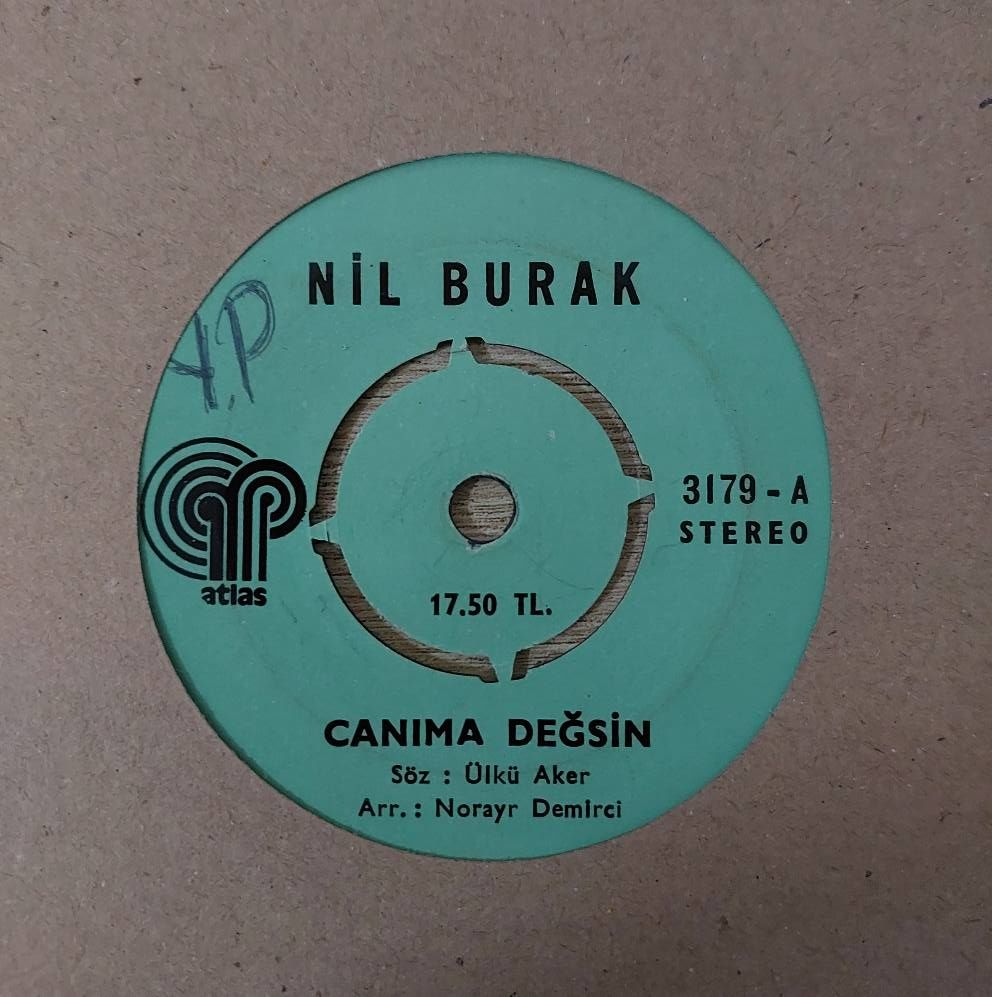 NİL BURAK
Y.P
atlas
3179 - A
STEREO
17.50 TL.
CANIMA DEĞSİN
Söz : Ülkü Aker
Arr. : Norayr Demirci